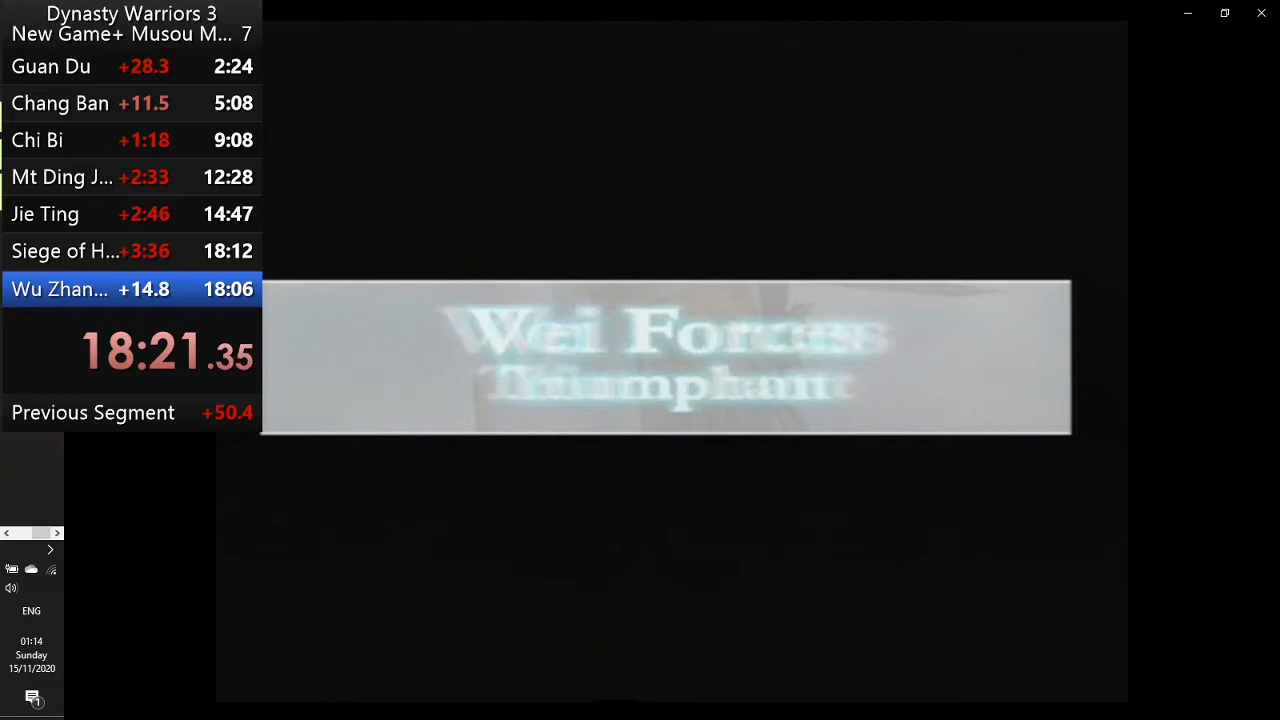 Dynasty Warriors 3
New Game+ Musou M... 7
Guan Du +28.3 2:24
Chang Ban +11.5 5:08
Chi Bi +1:18 9:08
Mt Ding J... +2:33 12:28
Jie Ting +2:46 14:47
Siege of H... +3:36 18:12
Wu Zhan... +14.8 18:06
18:21.35
Previous Segment +50.4
Wei Forces
Triumphant
ENG
01:14
Sunday
15/11/2020
1